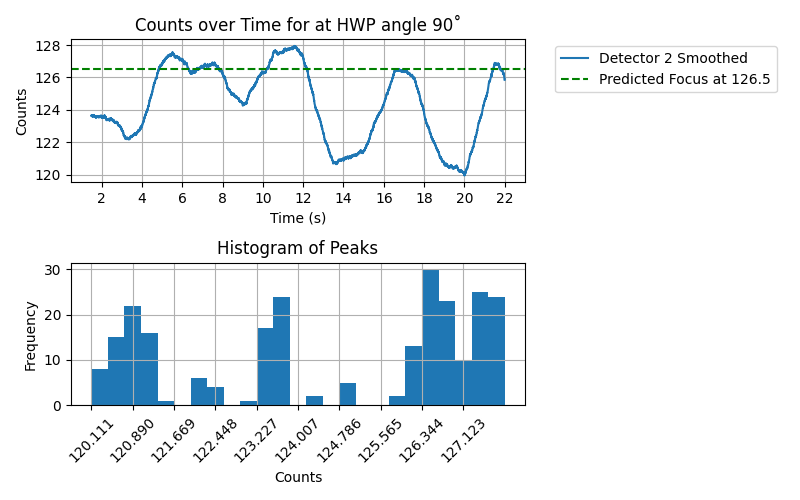 Counts over Time for at HWP angle 90˚
128
126
124
122
120
Counts
2 4 6 8 10 12 14 16 18 20 22
Time (s)
Detector 2 Smoothed
Predicted Focus at 126.5
Histogram of Peaks
30
20
10
0
Frequency
120.111 120.890 121.669 122.448 123.227 124.007 124.786 125.565 126.344 127.123
Counts